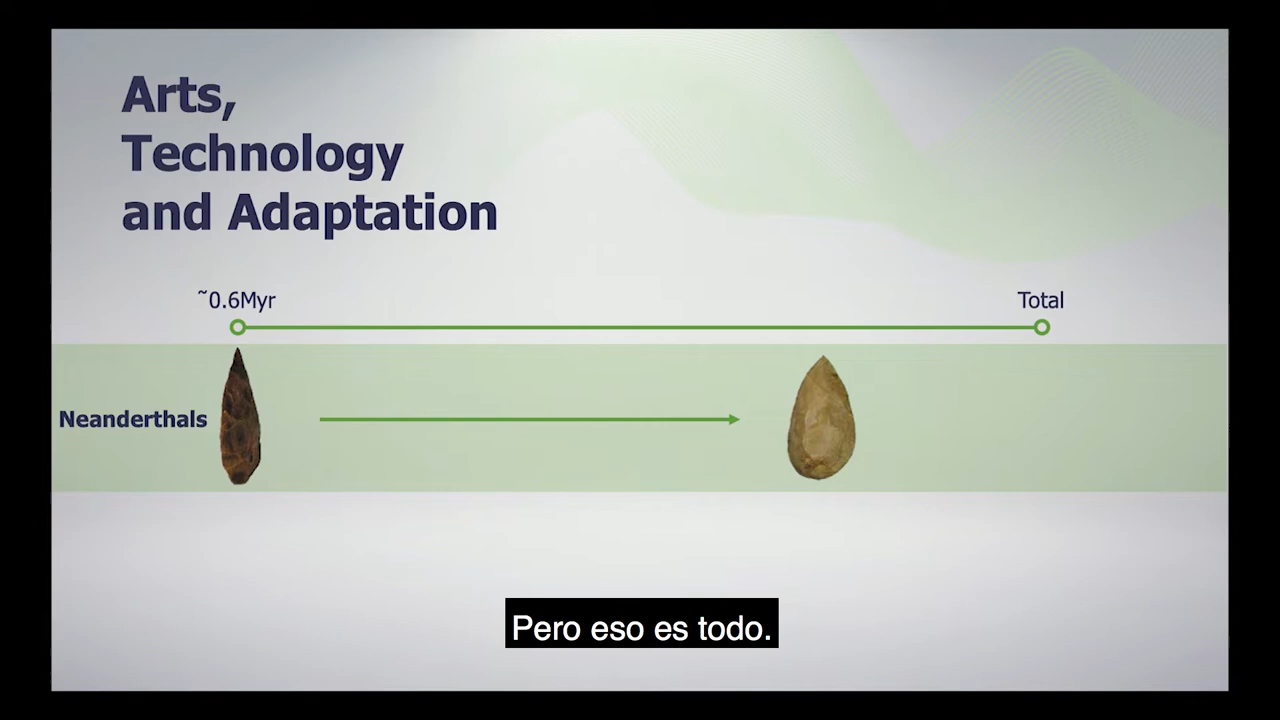 Arts,
Technology
and Adaptation
~0.6Myr
Total
Neanderthals
Pero eso es todo.